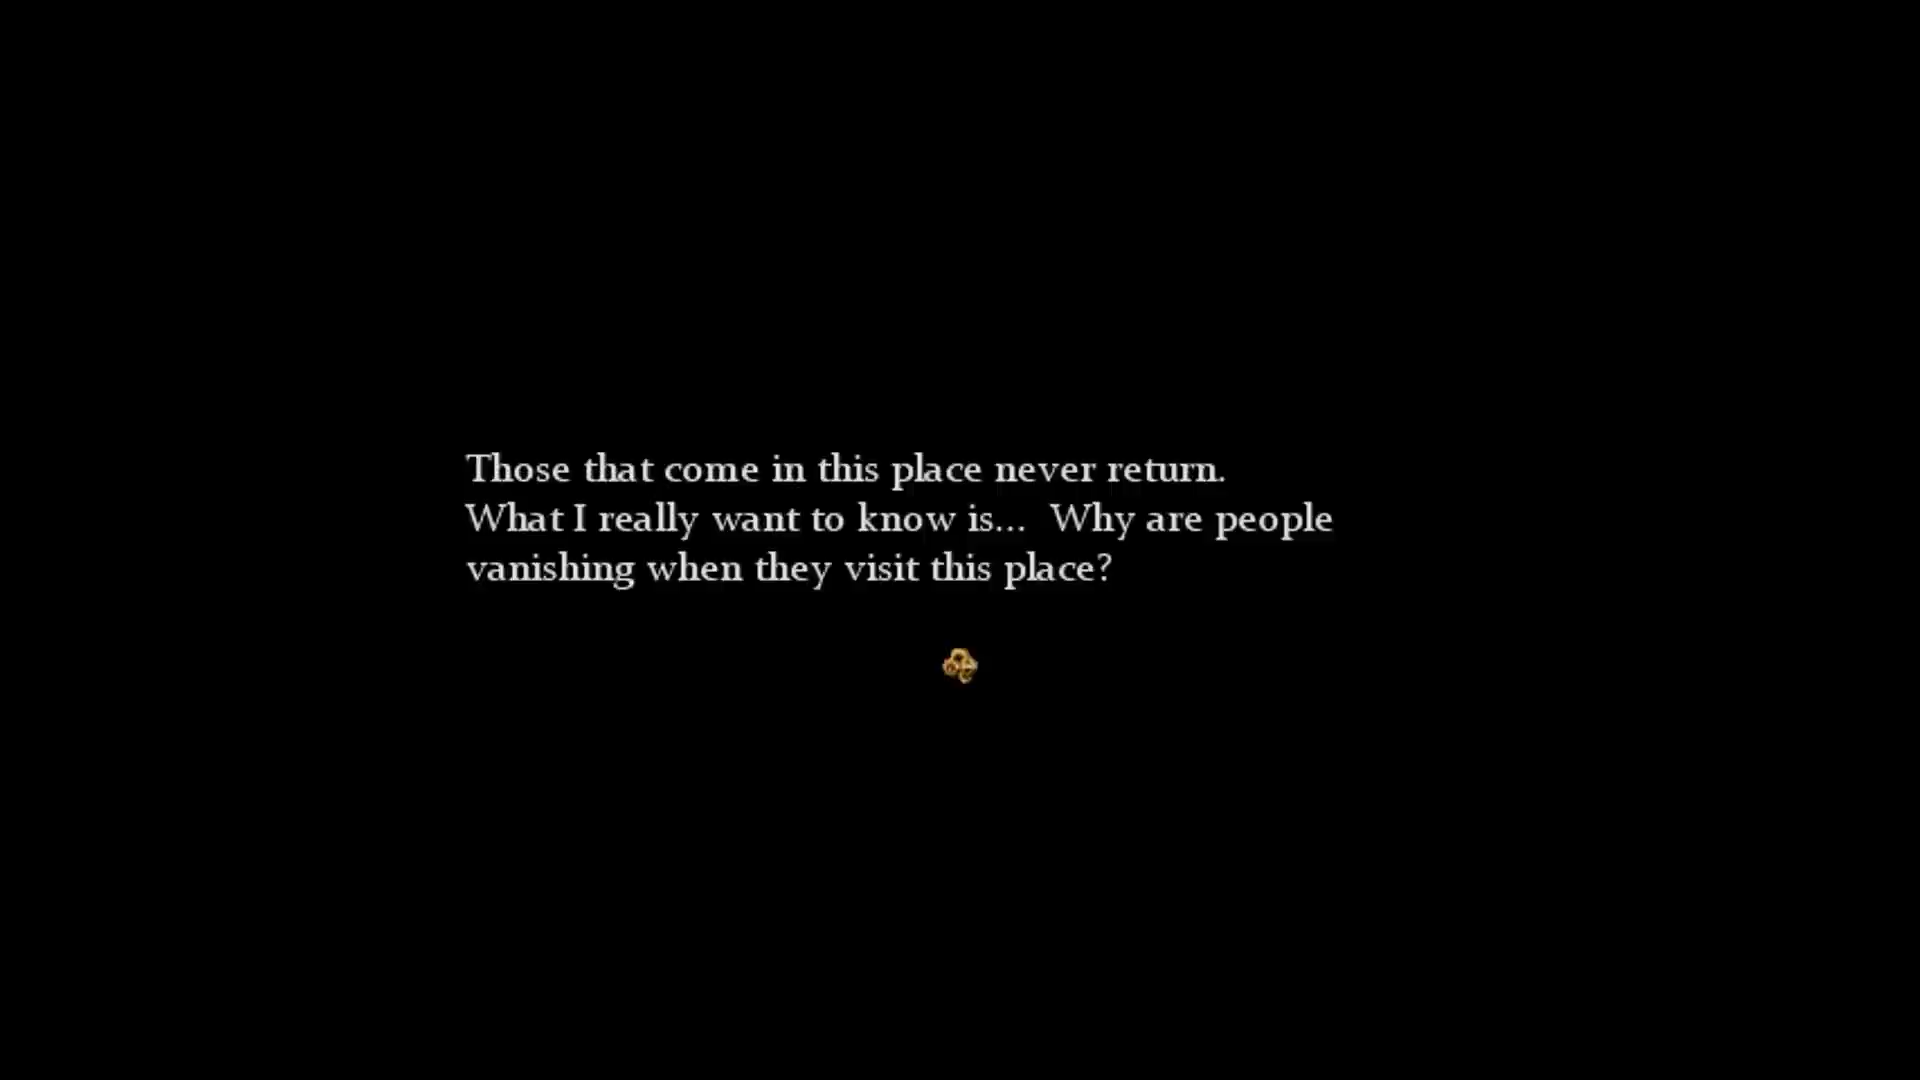 Those that come in this place never return.
What I really want to know is...  Why are people
vanishing when they visit this place?